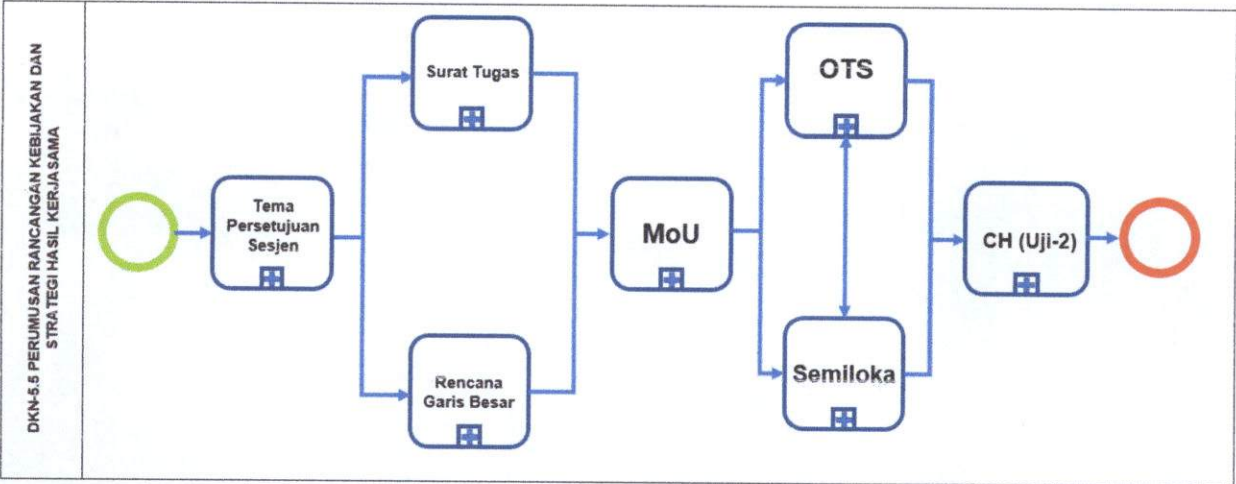 DKN-5.5 PERUMUSAN RANCANGAN KEBIJAKAN DAN
STRATEGI HASIL KERJASAMA
Tema
Persetujuan
Sesjen
Surat Tugas
Rencana
Garis Besar
MoU
OTS
Semiloka
CH (Uji-2)